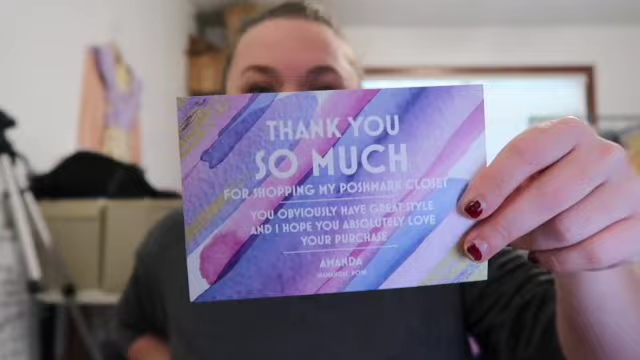 THANK YOU
SO MUCH
FOR SHOPPING MY POSHMARK CLOSET
YOU OBVIOUSLY HAVE GREAT STYLE
AND I HOPE YOU ABSOLUTELY LOVE
YOUR PURCHASE
AMANDA